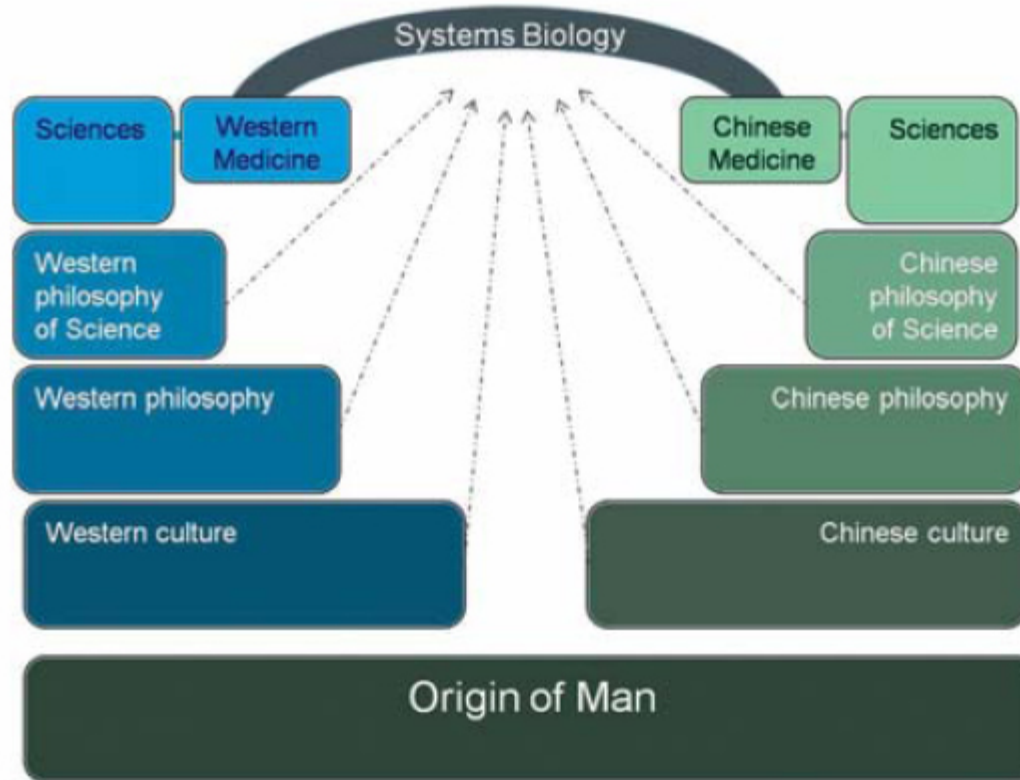 Systems Biology
Sciences
Western
Medicine
Chinese
Medicine
Sciences
Western
philosophy
of Science
Chinese
philosophy
of Science
Western philosophy
Chinese philosophy
Western culture
Chinese culture
Origin of Man